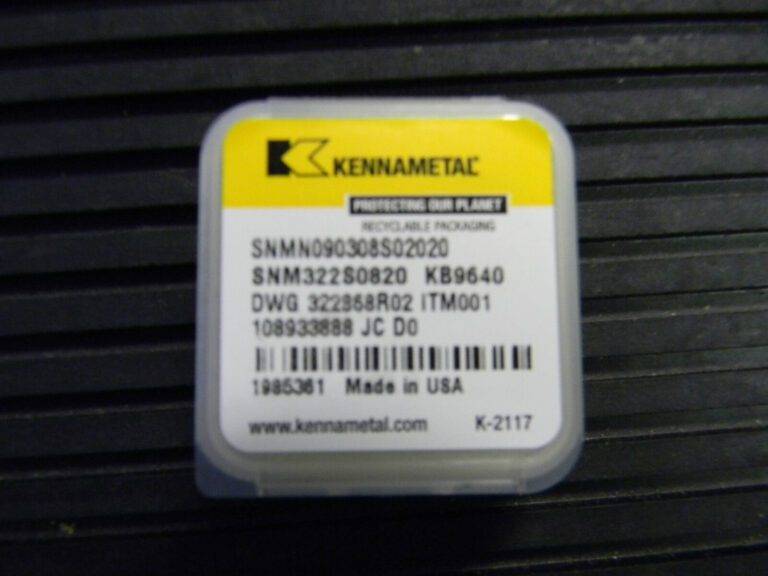 KENNAMETAL
PROTECTING OUR PLANET
RECYCLABLE PACKAGING
SNMN090308S02020
SNM322S0820 KB9640
DWG 322868R02 ITM001
108933888 JC D0
1985361 Made in USA
www.kennametal.com K-2117